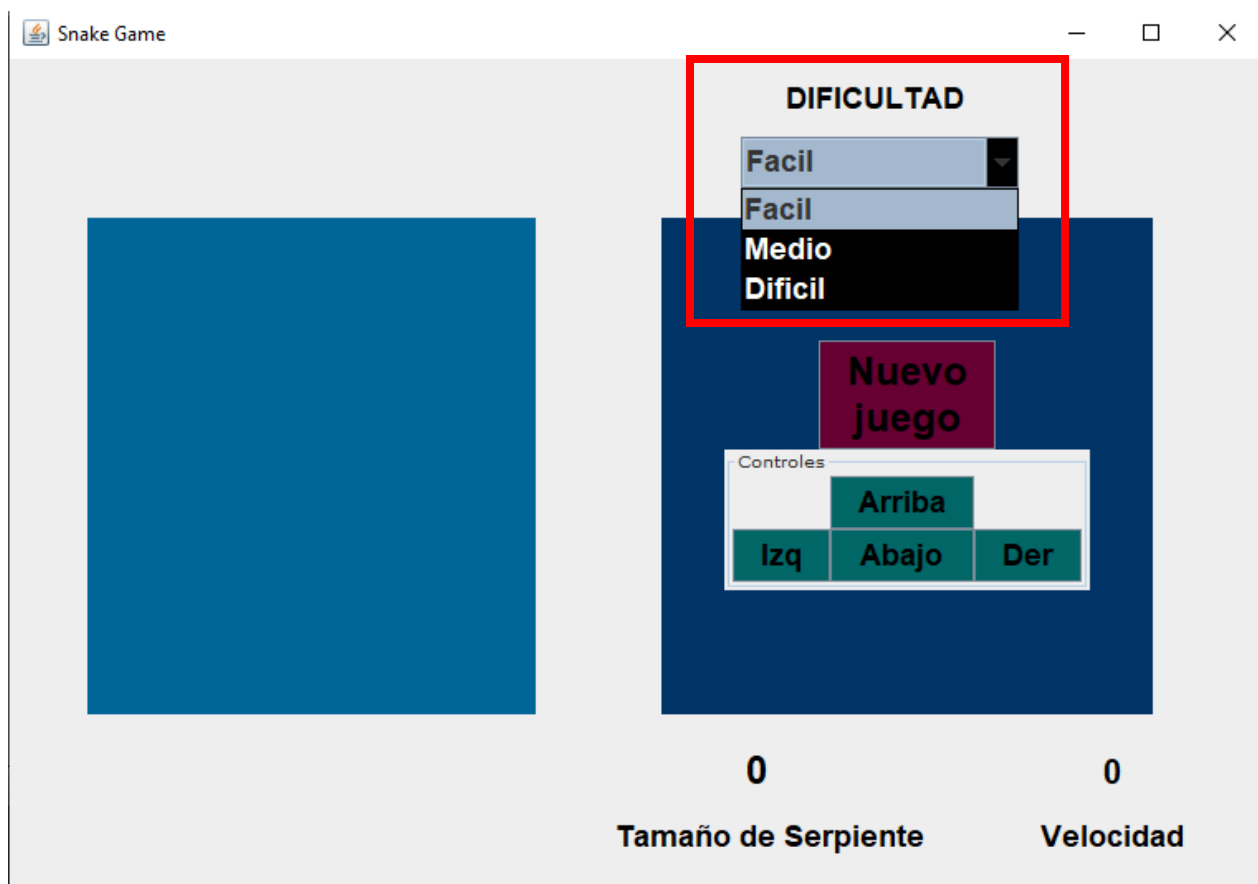 Snake Game
DIFICULTAD
Facil
Facil
Medio
Dificil
Nuevo
juego
Controles
Arriba
Izq Abajo Der
0 0
Tamaño de Serpiente Velocidad